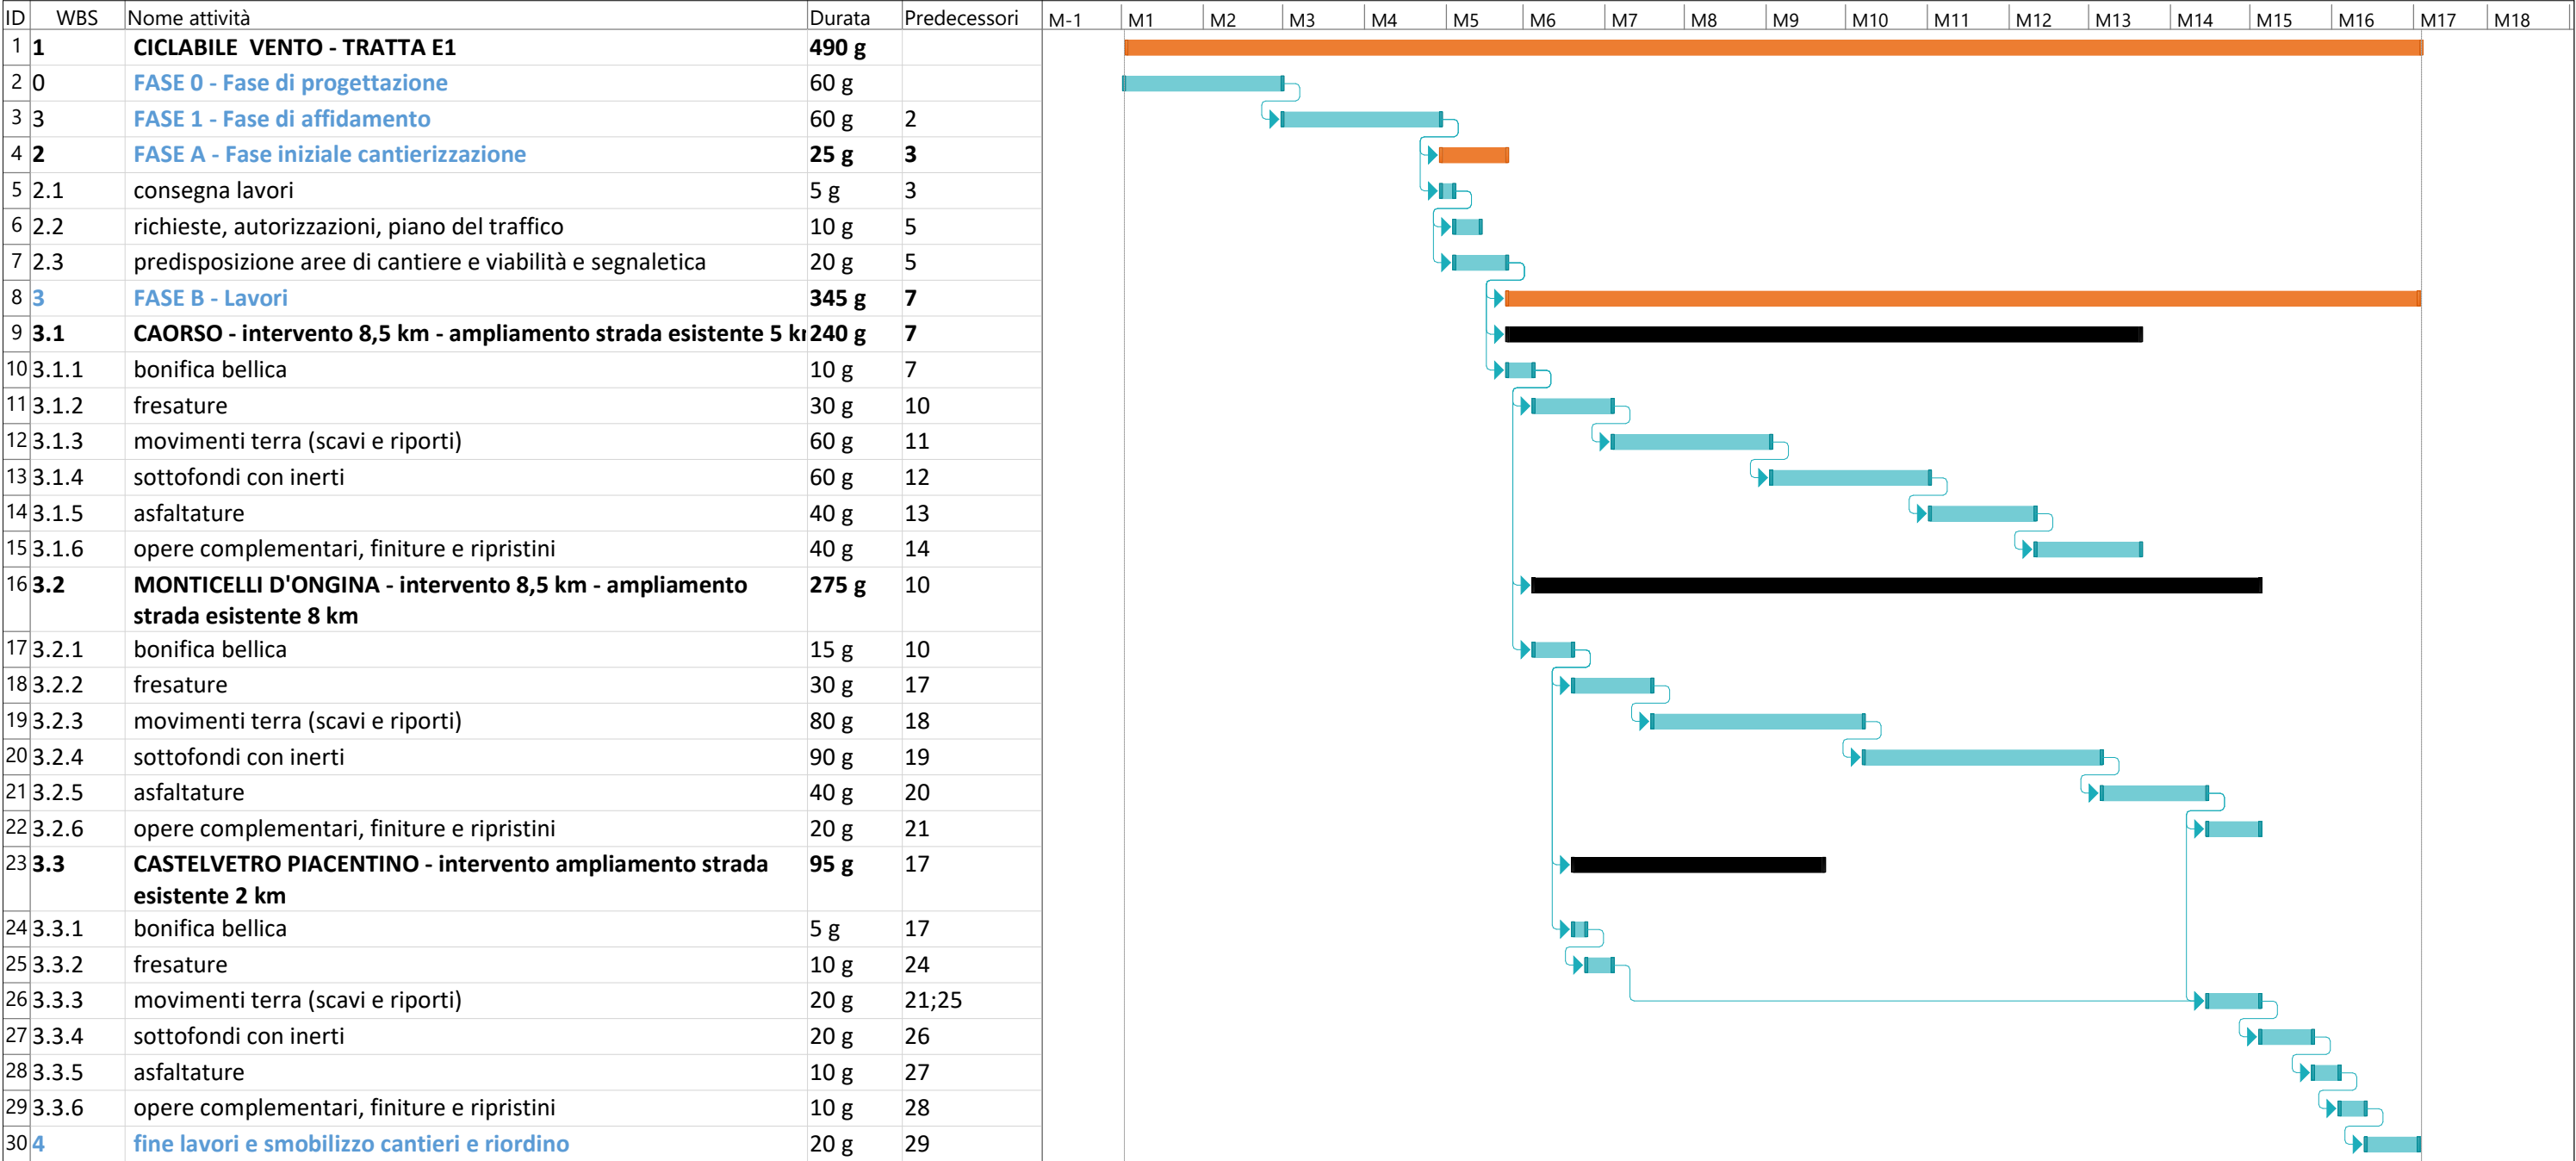 ID WBS Nome attività Durata Predecessori M-1 M1 M2 M3 M4 M5 M6 M7 M8 M9 M10 M11 M12 M13 M14 M15 M16 M17 M18
1 1 CICLABILE VENTO - TRATTA E1 490 g
2 0 FASE 0 - Fase di progettazione 60 g
3 3 FASE 1 - Fase di affidamento 60 g 2
4 2 FASE A - Fase iniziale cantierizzazione 25 g 3
5 2.1 consegna lavori 5 g 3
6 2.2 richieste, autorizzazioni, piano del traffico 10 g 5
7 2.3 predisposizione aree di cantiere e viabilità e segnaletica 20 g 5
8 3 FASE B - Lavori 345 g 7
9 3.1 CAORSO - intervento 8,5 km - ampliamento strada esistente 5 k 240 g 7
10 3.1.1 bonifica bellica 10 g 7
11 3.1.2 fresature 30 g 10
12 3.1.3 movimenti terra (scavi e riporti) 60 g 11
13 3.1.4 sottofondi con inerti 60 g 12
14 3.1.5 asfaltature 40 g 13
15 3.1.6 opere complementari, finiture e ripristini 40 g 14
16 3.2 MONTICELLI D'ONGINA - intervento 8,5 km - ampliamento 275 g 10
strada esistente 8 km
17 3.2.1 bonifica bellica 15 g 10
18 3.2.2 fresature 30 g 17
19 3.2.3 movimenti terra (scavi e riporti) 80 g 18
20 3.2.4 sottofondi con inerti 90 g 19
21 3.2.5 asfaltature 40 g 20
22 3.2.6 opere complementari, finiture e ripristini 20 g 21
23 3.3 CASTELVETRO PIACENTINO - intervento ampliamento strada 95 g 17
esistente 2 km
24 3.3.1 bonifica bellica 5 g 17
25 3.3.2 fresature 10 g 24
26 3.3.3 movimenti terra (scavi e riporti) 20 g 21;25
27 3.3.4 sottofondi con inerti 20 g 26
28 3.3.5 asfaltature 10 g 27
29 3.3.6 opere complementari, finiture e ripristini 10 g 28
30 4 fine lavori e smobilizzo cantieri e riordino 20 g 29